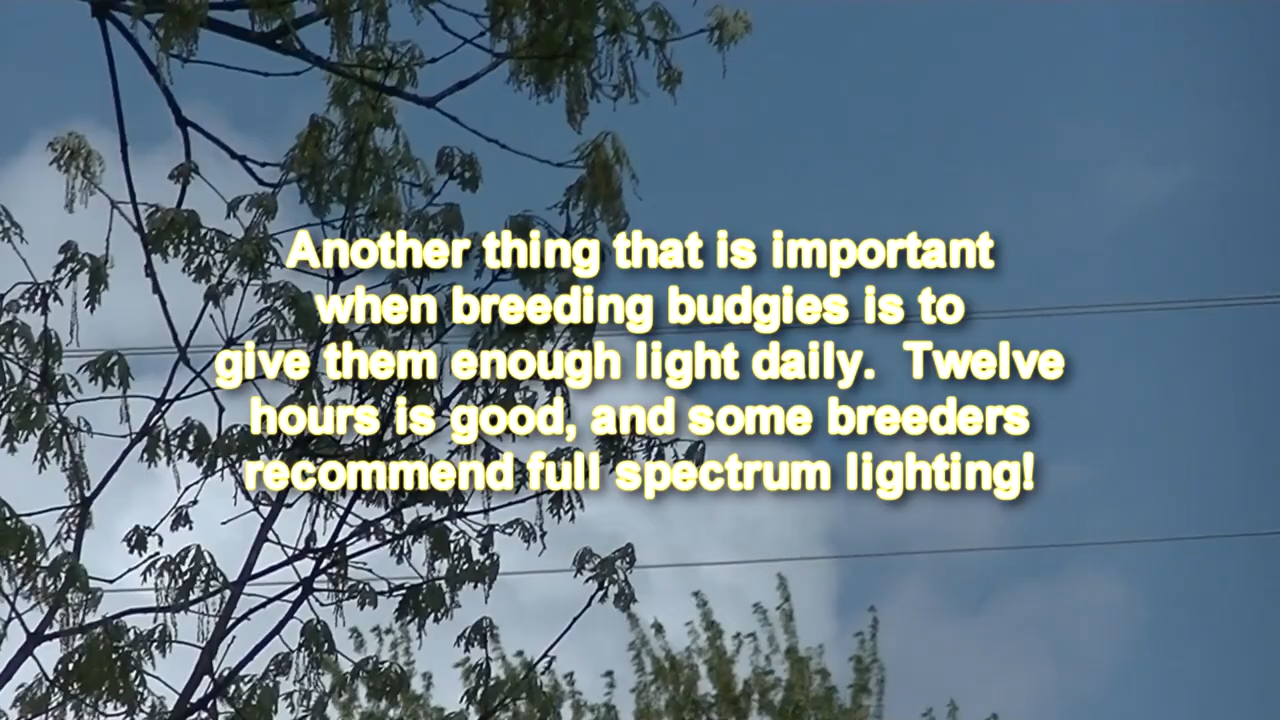 Another thing that is important
when breeding budgies is to
give them enough light daily.  Twelve
hours is good, and some breeders
recommend full spectrum lighting!